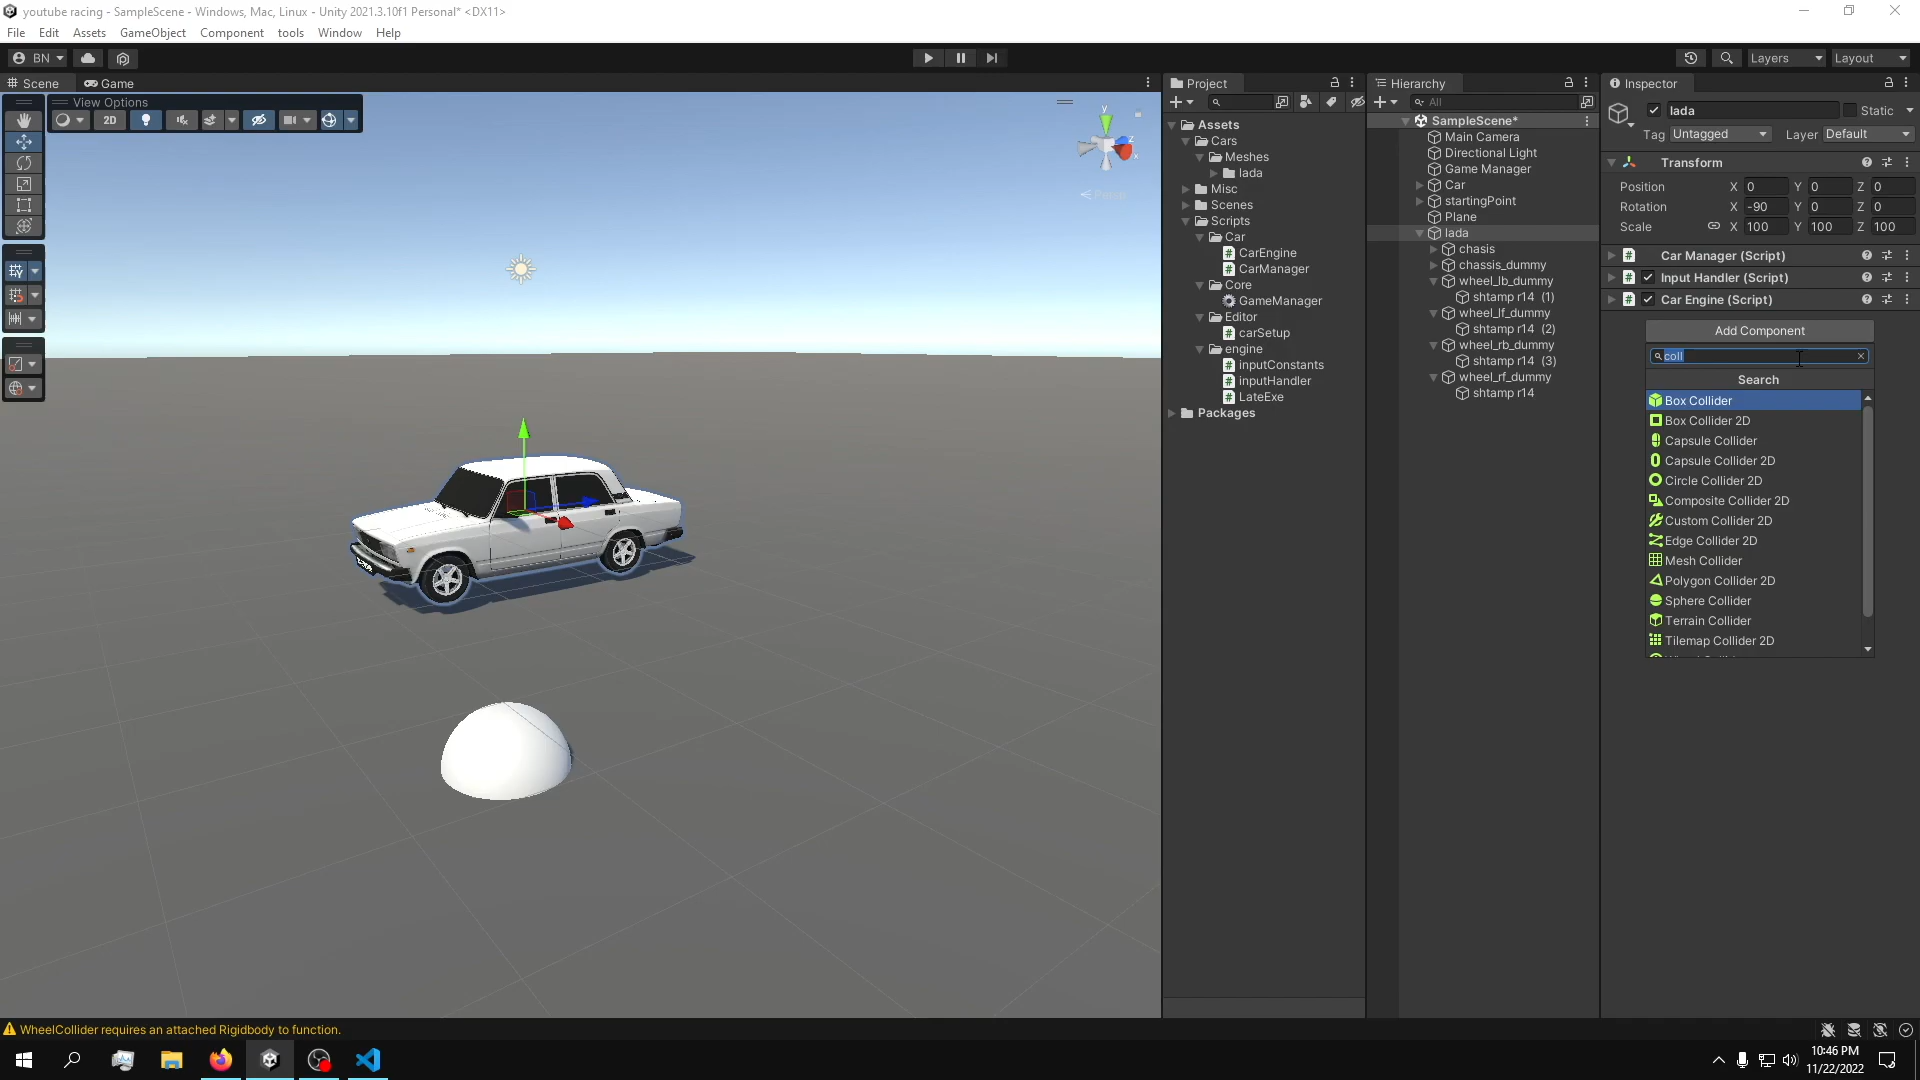 youtube racing - SampleScene - Windows, Mac, Linux - Unity 2021.3.10f1 Personal* <DX11>
File Edit Assets GameObject Component tools Window Help
BN
Layers
Layout
Scene
Game
View Options
2D
y
z
x
Persp
Project
Assets
Cars
Meshes
lada
Misc
Scenes
Scripts
Car
CarEngine
CarManager
Core
GameManager
Editor
carSetup
engine
inputConstants
inputHandler
LateExe
Packages
Hierarchy
All
SampleScene*
Main Camera
Directional Light
Game Manager
Car
startingPoint
Plane
lada
chasis
chassis_dummy
wheel_lb_dummy
shtamp r14 (1)
wheel_lf_dummy
shtamp r14 (2)
wheel_rb_dummy
shtamp r14 (3)
wheel_rf_dummy
shtamp r14
Inspector
lada
Static
Tag Untagged Layer Default
Transform
Position X 0 Y 0 Z 0
Rotation X -90 Y 0 Z 0
Scale X 100 Y 100 Z 100
Car Manager (Script)
Input Handler (Script)
Car Engine (Script)
Add Component
coll
Search
Box Collider
Box Collider 2D
Capsule Collider
Capsule Collider 2D
Circle Collider 2D
Composite Collider 2D
Custom Collider 2D
Edge Collider 2D
Mesh Collider
Polygon Collider 2D
Sphere Collider
Terrain Collider
Tilemap Collider 2D
WheelCollider requires an attached Rigidbody to function.
10:46 PM
11/22/2022